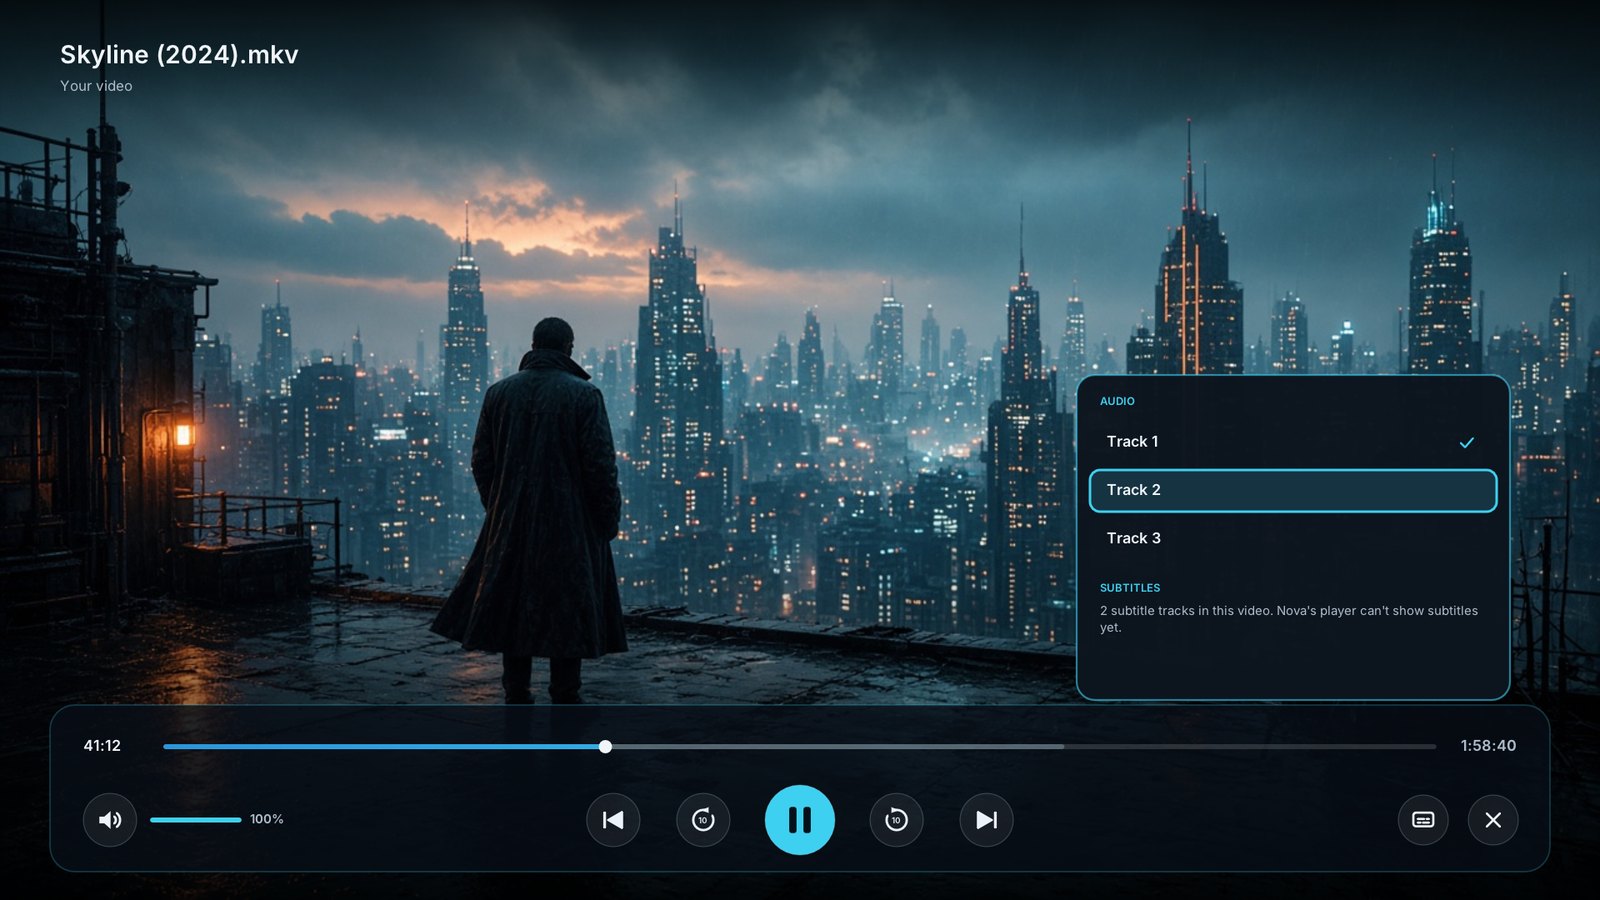 Skyline (2024).mkv
Your video
AUDIO
Track 1
Track 2
Track 3
SUBTITLES
2 subtitle tracks in this video. Nova's player can't show subtitles
yet.
41:12
1:58:40
100%
10
10